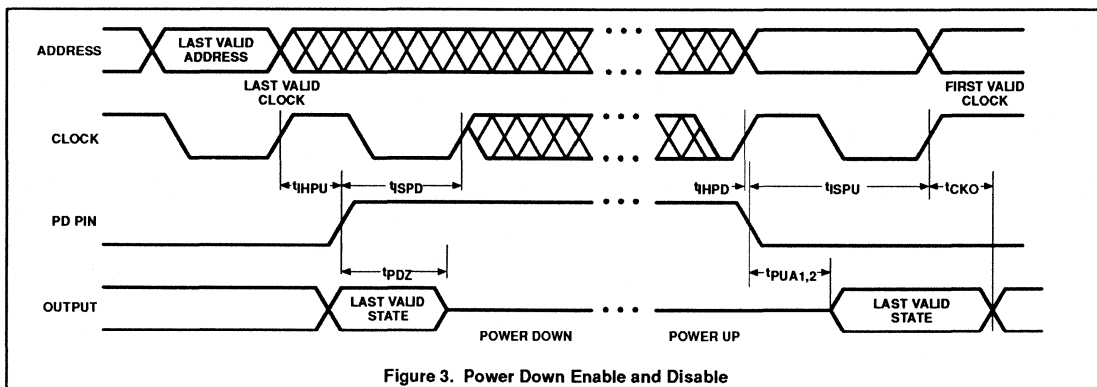 ADDRESS
LAST VALID
ADDRESS
LAST VALID
CLOCK
FIRST VALID
CLOCK
CLOCK
tIHPU
tISPD
tIHPD
tISPU
tCKO
PD PIN
tPDZ
tPUA1,2
OUTPUT
LAST VALID
STATE
POWER DOWN
POWER UP
LAST VALID
STATE
Figure 3. Power Down Enable and Disable